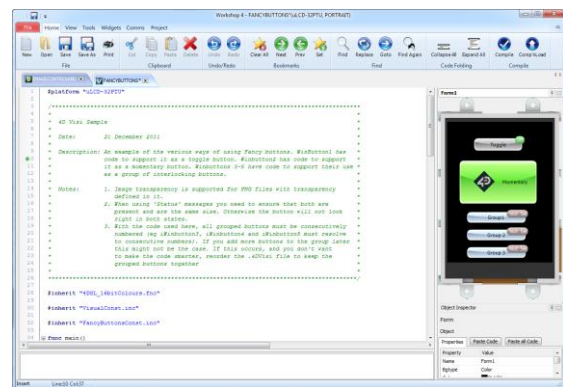 Workshop 4 - FANCYBUTTONS*(uLCD-32PTU, PORTRAIT)
File Home View Tools Widgets Comms Project
New Open Save Save As Print Cut Copy Paste Delete Undo Redo Clear All Next Prev Set Find Replace Goto Find Again Collapse All Expand All Compile Comp'nLoad
File Clipboard Undo/Redo Bookmarks Find Code Folding Compile
FANCYBUTTONS*
#platform "uLCD-32PTU"
4D Visi Sample
Date: 21 December 2011
Description: An example of the various ways of using Fancy buttons. WinButton1 has
code to support it as a toggle button. Winbutton2 has code to support
it as a momentary button. Winbuttons 3-5 have code to support their use
as a group of interlocking buttons.
Notes: 1. Image transparency is supported for PNG files with transparency
defined in it.
2. When using 'Status' messages you need to ensure that both are
present and are the same size. Otherwise the button will not look
right in both states.
3. With the code used here, all grouped buttons must be consecutively
numbered (eg iWinbutton3, iWinbutton4 and iWinbutton5 must resolve
to consecutive numbers). If you add more buttons to the group later
this might not be the case. If this occurs, and you don't want
to make the code smarter, reorder the .4DVisi file to keep the
grouped buttons together
#inherit "4DGL_16bitColours.fnc"
#inherit "VisualConst.inc"
#inherit "FancyButtonsConst.inc"
func main()
Form1
Toggle
4D Momentary
Group1
Group 2
Group 3
Object Inspector
Form
Object
Properties Paste Code Paste all Code
Property Value
Name Form1
Bgtype Color
Insert Line:10 Col:37